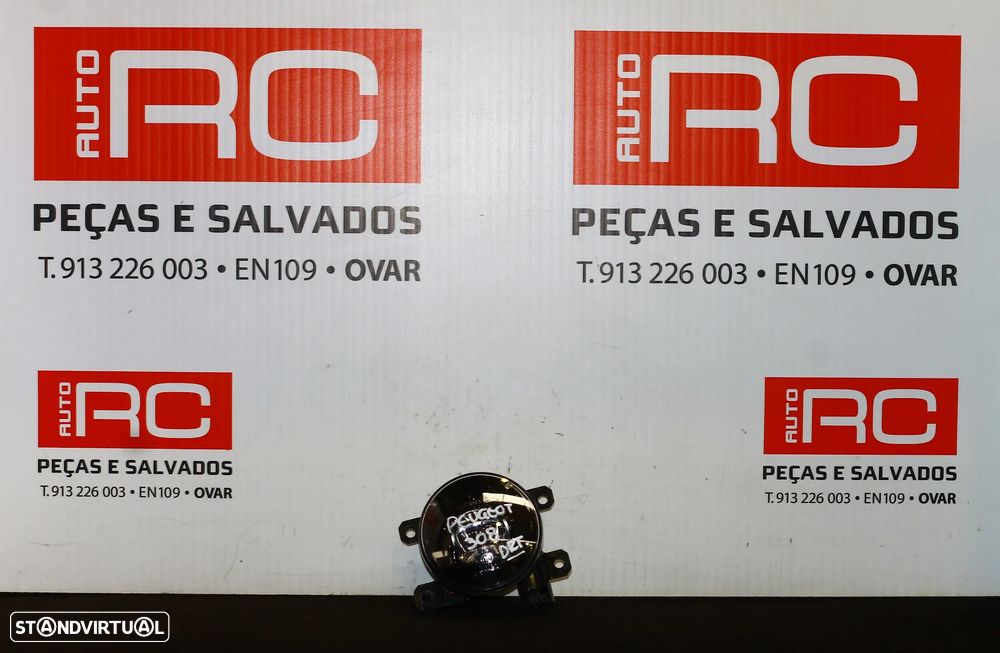 AUTO RC
PEÇAS E SALVADOS
T. 913 226 003 • EN109 • OVAR
AUTO RC
PEÇAS E SALVADOS
T. 913 226 003 • EN109 • OVAR
AUTO RC
PEÇAS E SALVADOS
T. 913 226 003 • EN109 • OVAR
AUTO RC
PEÇAS E SALVADOS
T. 913 226 003 • EN109 • OVAR
PEUGEOT
308
STANDVIRTUAL